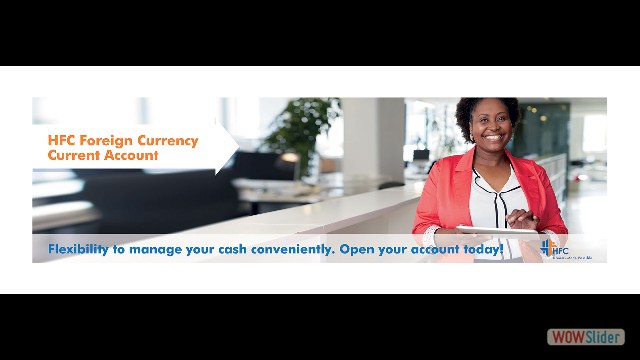 HFC Foreign Currency
Current Account
Flexibility to manage your cash conveniently. Open your account today!
HFC
WOWSlider